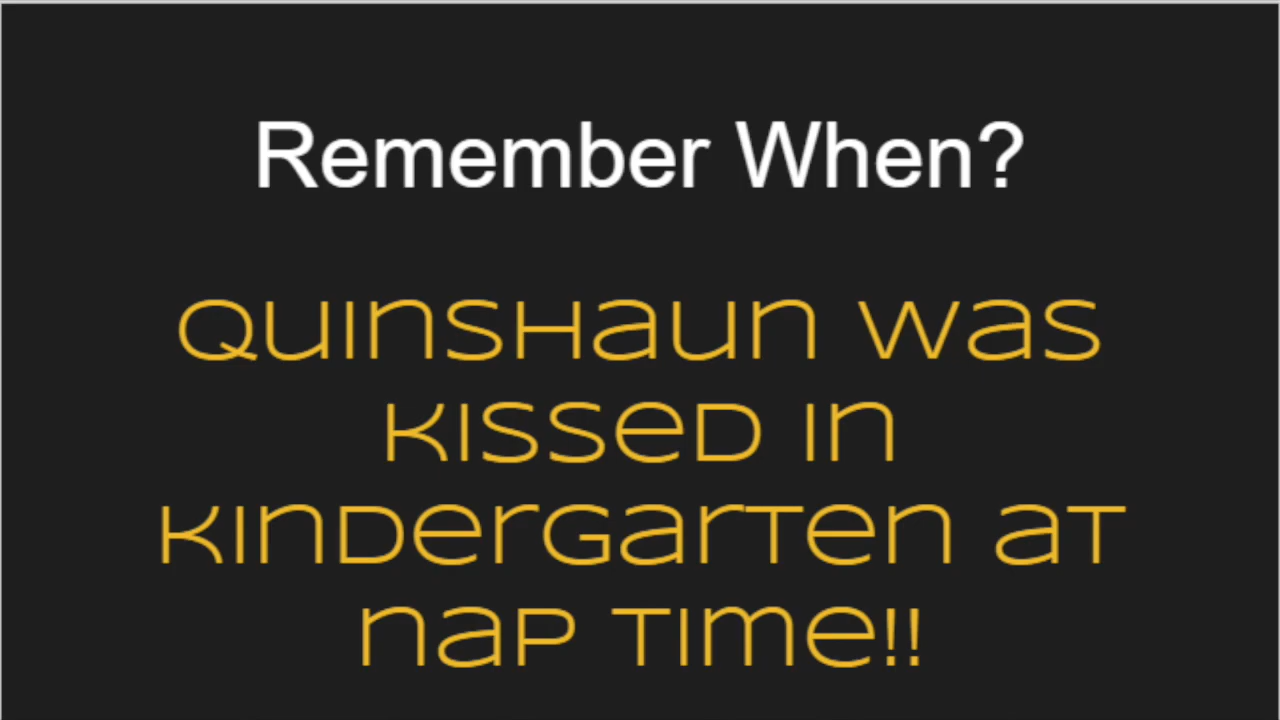 Remember When?
Quinshaun was
kissed in
kindergarten at
nap time!!